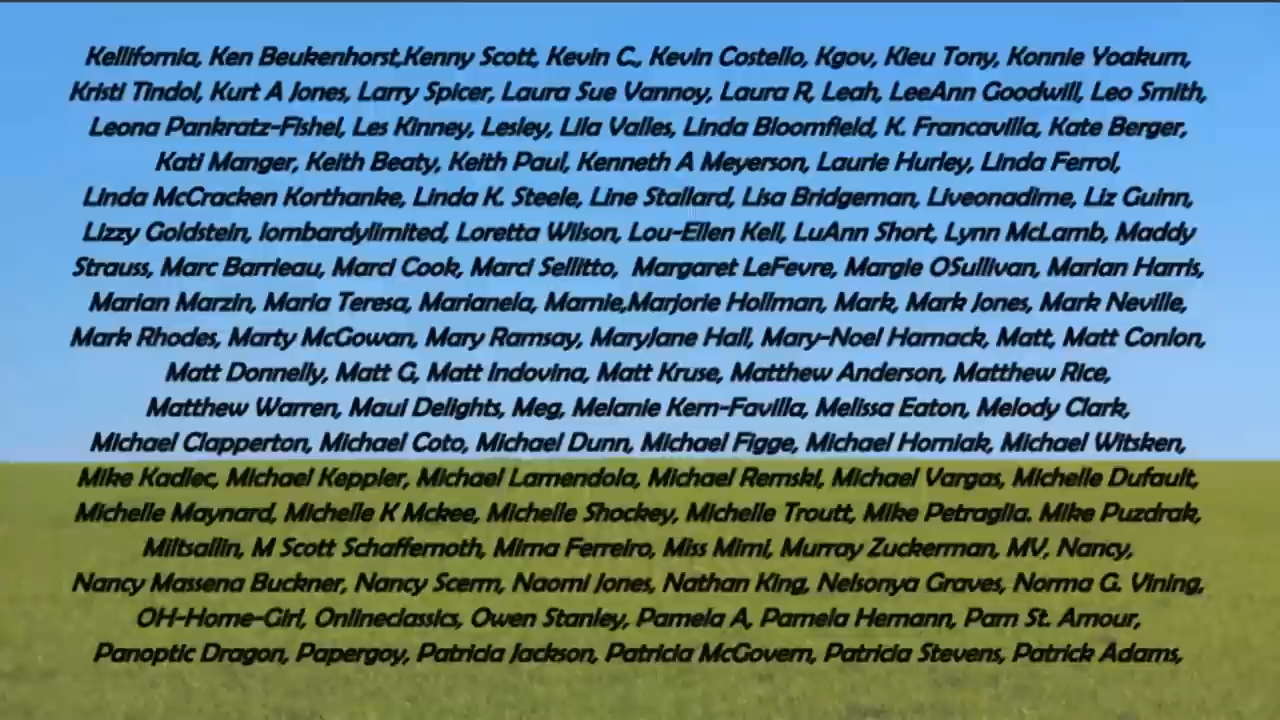 Kellifornia, Ken Beukenhorst,Kenny Scott, Kevin C., Kevin Costello, Kgov, Kieu Tony, Konnie Yoakum,
Kristi Tindol, Kurt A Jones, Larry Spicer, Laura Sue Vannoy, Laura R, Leah, LeeAnn Goodwill, Leo Smith,
Leona Pankratz-Fishel, Les Kinney, Lesley, Lila Valles, Linda Bloomfield, K. Francavilla, Kate Berger,
Kati Manger, Keith Beaty, Keith Paul, Kenneth A Meyerson, Laurie Hurley, Linda Ferrol,
Linda McCracken Korthanke, Linda K. Steele, Line Stallard, Lisa Bridgeman, Liveonadime, Liz Guinn,
Lizzy Goldstein, lombardylimited, Loretta Wilson, Lou-Ellen Kell, LuAnn Short, Lynn McLamb, Maddy
Strauss, Marc Barrieau, Marci Cook, Marci Sellitto, Margaret LeFevre, Margie OSullivan, Marian Harris,
Marian Marzin, Maria Teresa, Marianela, Marnie,Marjorie Hollman, Mark, Mark Jones, Mark Neville,
Mark Rhodes, Marty McGowan, Mary Ramsay, MaryJane Hall, Mary-Noel Harnack, Matt, Matt Conlon,
Matt Donnelly, Matt G, Matt Indovina, Matt Kruse, Matthew Anderson, Matthew Rice,
Matthew Warren, Maui Delights, Meg, Melanie Kern-Favilla, Melissa Eaton, Melody Clark,
Michael Clapperton, Michael Coto, Michael Dunn, Michael Figge, Michael Horniak, Michael Witsken,
Mike Kadlec, Michael Keppler, Michael Lamendola, Michael Remski, Michael Vargas, Michelle Dufault,
Michelle Maynard, Michelle K Mckee, Michelle Shockey, Michelle Troutt, Mike Petraglia. Mike Puzdrak,
Miltsailin, M Scott Schaffernoth, Mirna Ferreiro, Miss Mimi, Murray Zuckerman, MV, Nancy,
Nancy Massena Buckner, Nancy Scerm, Naomi Jones, Nathan King, Nelsonya Graves, Norma G. Vining,
OH-Home-Girl, Onlineclassics, Owen Stanley, Pamela A, Pamela Hemann, Pam St. Amour,
Panoptic Dragon, Papergoy, Patricia Jackson, Patricia McGovern, Patricia Stevens, Patrick Adams,